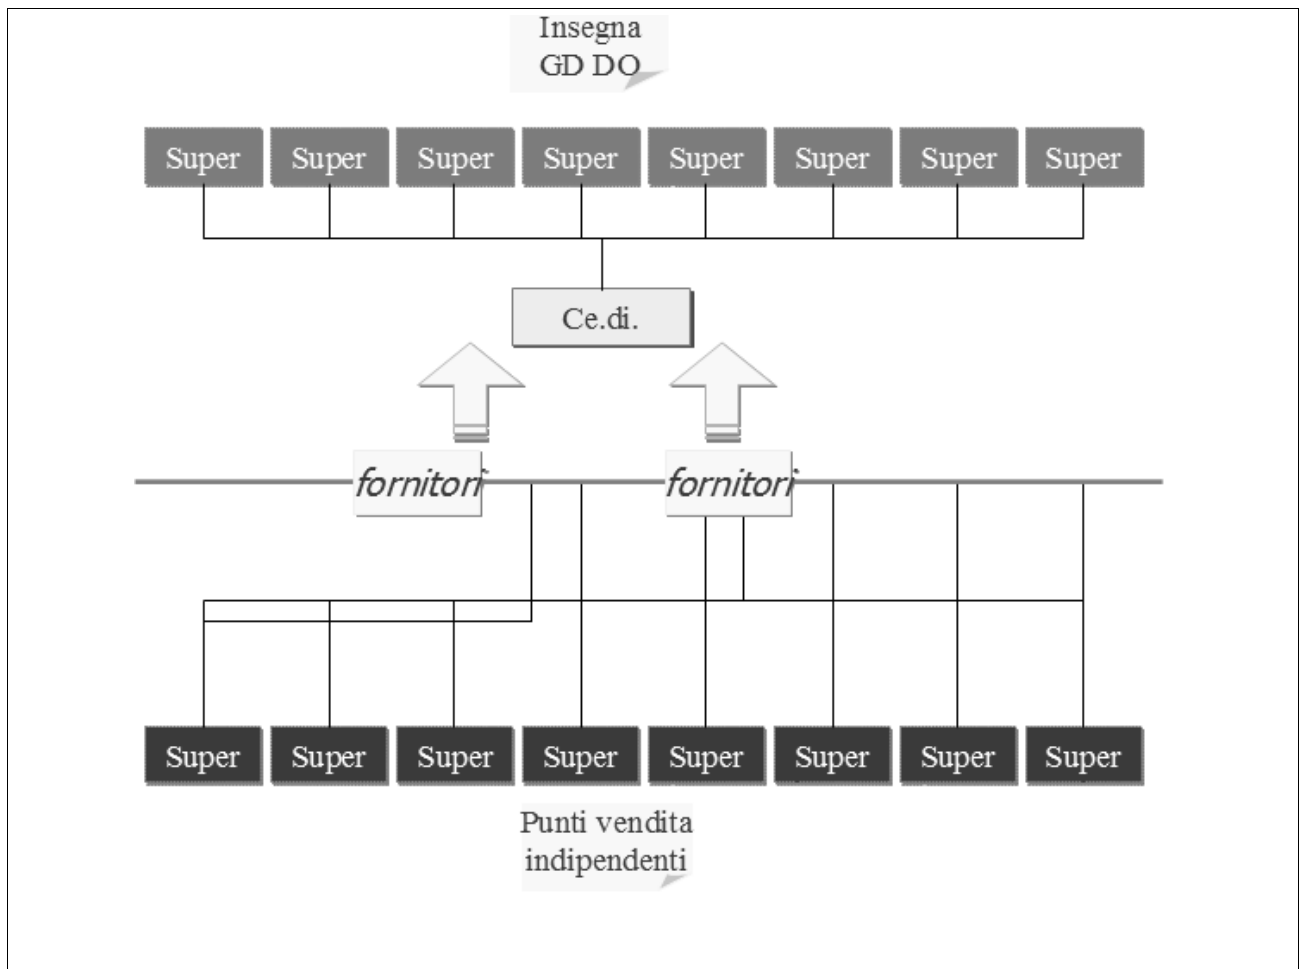 Insegna
GD DO
Super Super Super Super Super Super Super Super
Ce.di.
fornitori fornitori
Super Super Super Super Super Super Super Super
Punti vendita
indipendenti